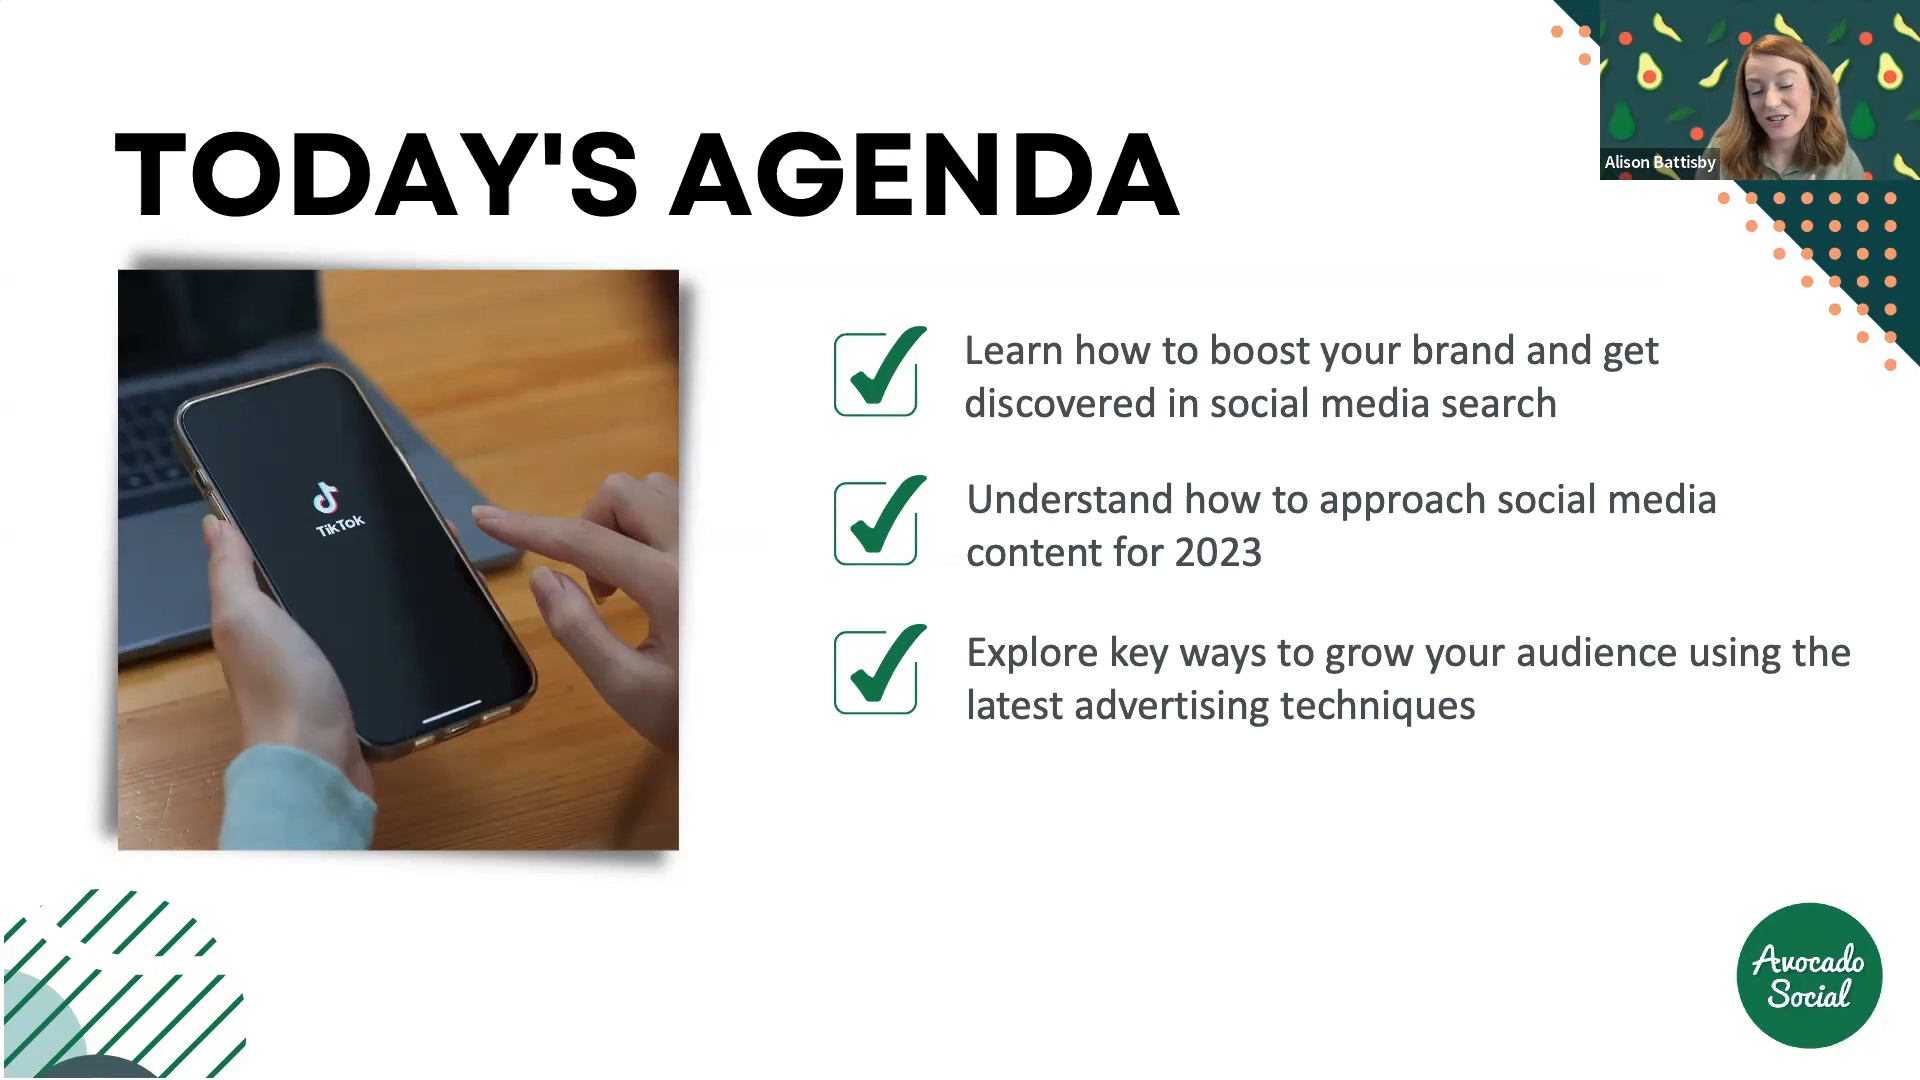 Alison Battisby
TODAY'S AGENDA
Learn how to boost your brand and get
discovered in social media search
Understand how to approach social media
content for 2023
Explore key ways to grow your audience using the
latest advertising techniques
TikTok
Avocado
Social